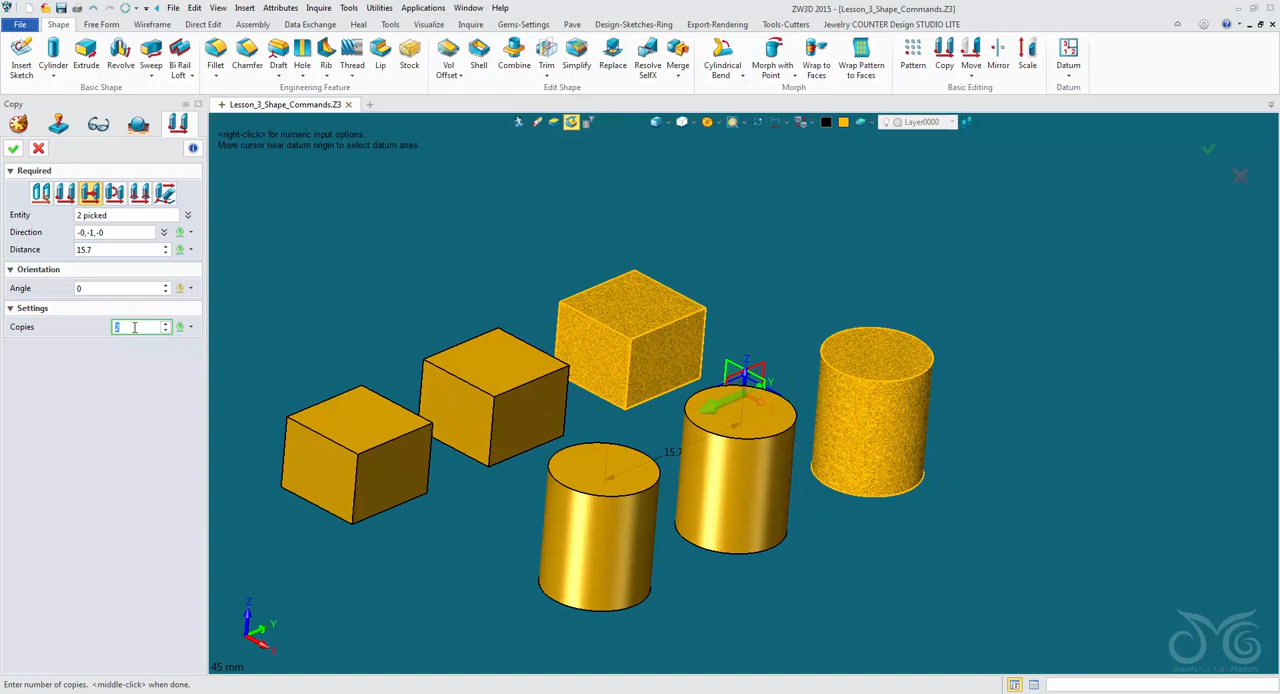 File Edit View Insert Attributes Inquire Tools Utilities Applications Window Help
ZW3D 2015 - [Lesson_3_Shape_Commands.Z3]
File Shape Free Form Wireframe Direct Edit Assembly Data Exchange Heal Tools Visualize Inquire Gems-Settings Pave Design-Sketches-Ring Export-Rendering Tools-Cutters Jewelry COUNTER Design STUDIO LITE
Insert Sketch Cylinder Extrude Revolve Sweep Bi Rail Loft Fillet Chamfer Draft Hole Rib Thread Lip Stock Vol Offset Shell Combine Trim Simplify Replace Resolve SelfX Merge Cylindrical Bend Morph with Point Wrap to Faces Wrap Pattern to Faces Pattern Copy Move Mirror Scale Datum
Basic Shape Engineering Feature Edit Shape Morph Basic Editing Datum
Copy
Lesson_3_Shape_Commands.Z3
Layer0000
<right-click> for numeric input options.
Move cursor near datum origin to select datum axes.
Required
Entity 2 picked
Direction -0,-1,-0
Distance 15.7
Orientation
Angle 0
Settings
Copies 2
Z
Y
15.7
Z
Y
X
45 mm
Enter number of copies. <middle-click> when done.